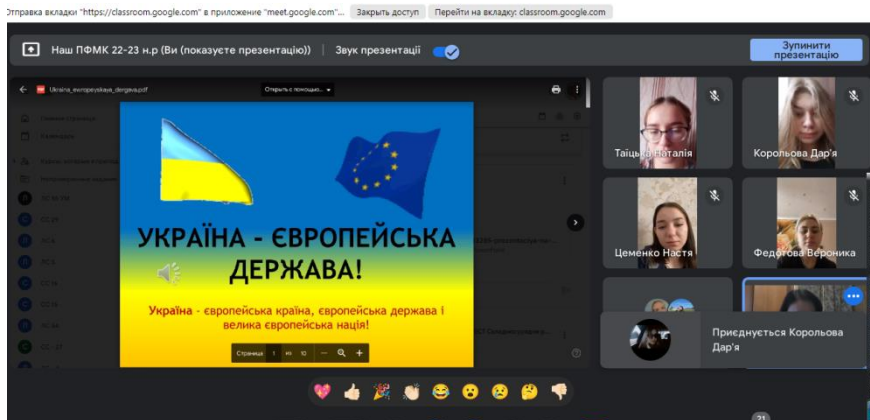 Отправка вкладки "https://classroom.google.com" в приложение "meet.google.com"...
Закрыть доступ
Перейти на вкладку: classroom.google.com
Наш ПФМК 22-23 н.р (Ви (показуєте презентацію))
Звук презентації
Зупинити
презентацію
Ukraina_evropeyskaya_dergava.pdf
Открыть с помощью...
УКРАЇНА - ЄВРОПЕЙСЬКА
ДЕРЖАВА!
Україна - європейська країна, європейська держава і
велика європейська нація!
Страница 1 из 10
Таїцька Наталія
Корольова Дар'я
Цеменко Настя
Федотова Вероника
Приєднується Корольова
Дар'я
21